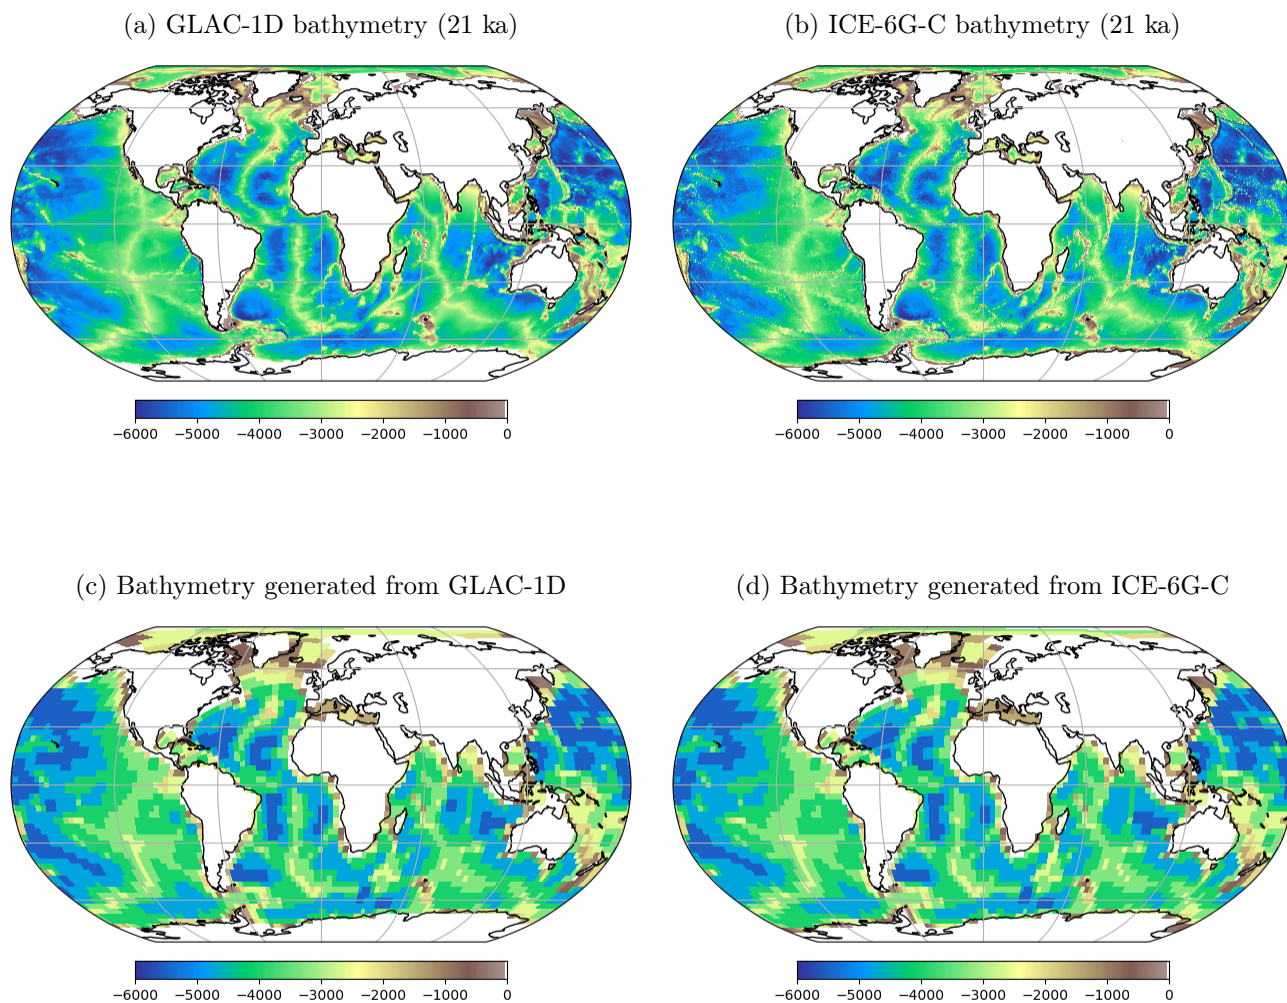 (a) GLAC-1D bathymetry (21 ka)
(b) ICE-6G-C bathymetry (21 ka)
−6000 −5000 −4000 −3000 −2000 −1000 0
−6000 −5000 −4000 −3000 −2000 −1000 0
(c) Bathymetry generated from GLAC-1D
(d) Bathymetry generated from ICE-6G-C
−6000 −5000 −4000 −3000 −2000 −1000 0
−6000 −5000 −4000 −3000 −2000 −1000 0